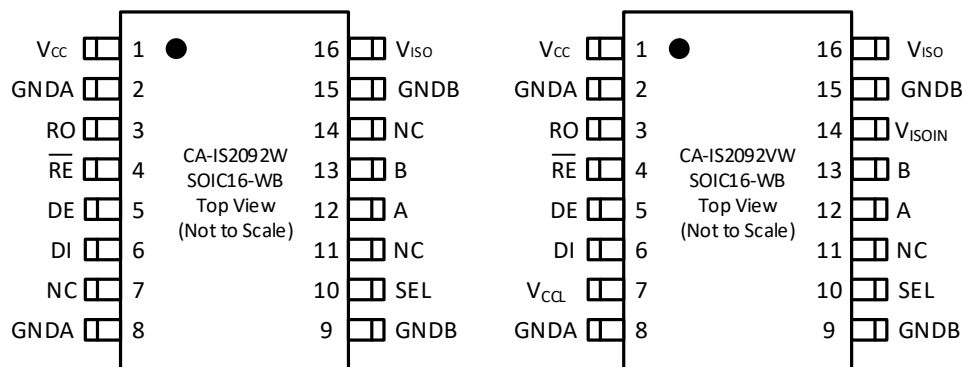 VCC 1 16 VISO
GNDA 2 15 GNDB
RO 3 14 NC
RE 4 13 B
DE 5 12 A
DI 6 11 NC
NC 7 10 SEL
GNDA 8 9 GNDB
CA-IS2092W
SOIC16-WB
Top View
(Not to Scale)
VCC 1 16 VISO
GNDA 2 15 GNDB
RO 3 14 VISOIN
RE 4 13 B
DE 5 12 A
DI 6 11 NC
VCCL 7 10 SEL
GNDA 8 9 GNDB
CA-IS2092VW
SOIC16-WB
Top View
(Not to Scale)